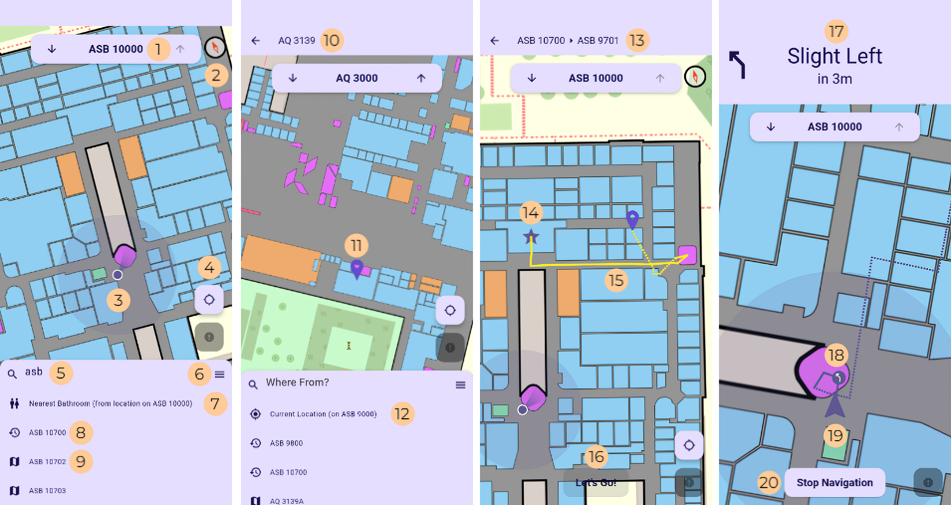 ASB 10000 1
2
3
4
asb 5
6
Nearest Bathroom (from location on ASB 10000) 7
ASB 10700 8
ASB 10702 9
ASB 10703
AQ 3139 10
AQ 3000
11
Where From?
Current Location (on ASB 9000) 12
ASB 9800
ASB 10700
AQ 3139A
ASB 10700 ▸ ASB 9701 13
ASB 10000
14
15
16
Let's Go!
17
Slight Left
in 3m
ASB 10000
18
19
20 Stop Navigation